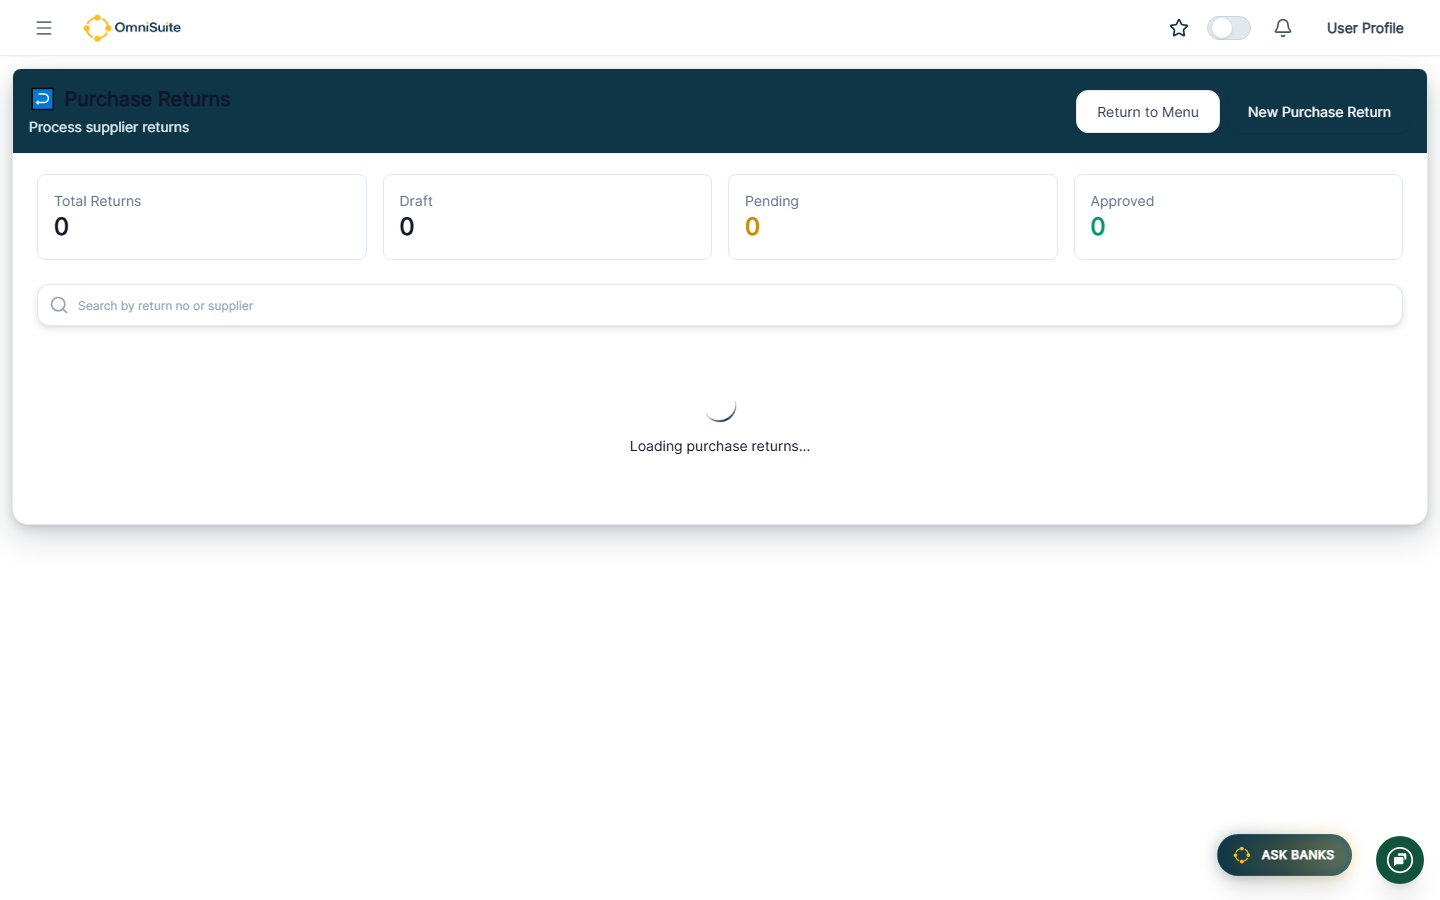 OmniSuite
User Profile
Purchase Returns
Process supplier returns
Return to Menu
New Purchase Return
Total Returns
0
Draft
0
Pending
0
Approved
0
Search by return no or supplier
Loading purchase returns...
ASK BANKS